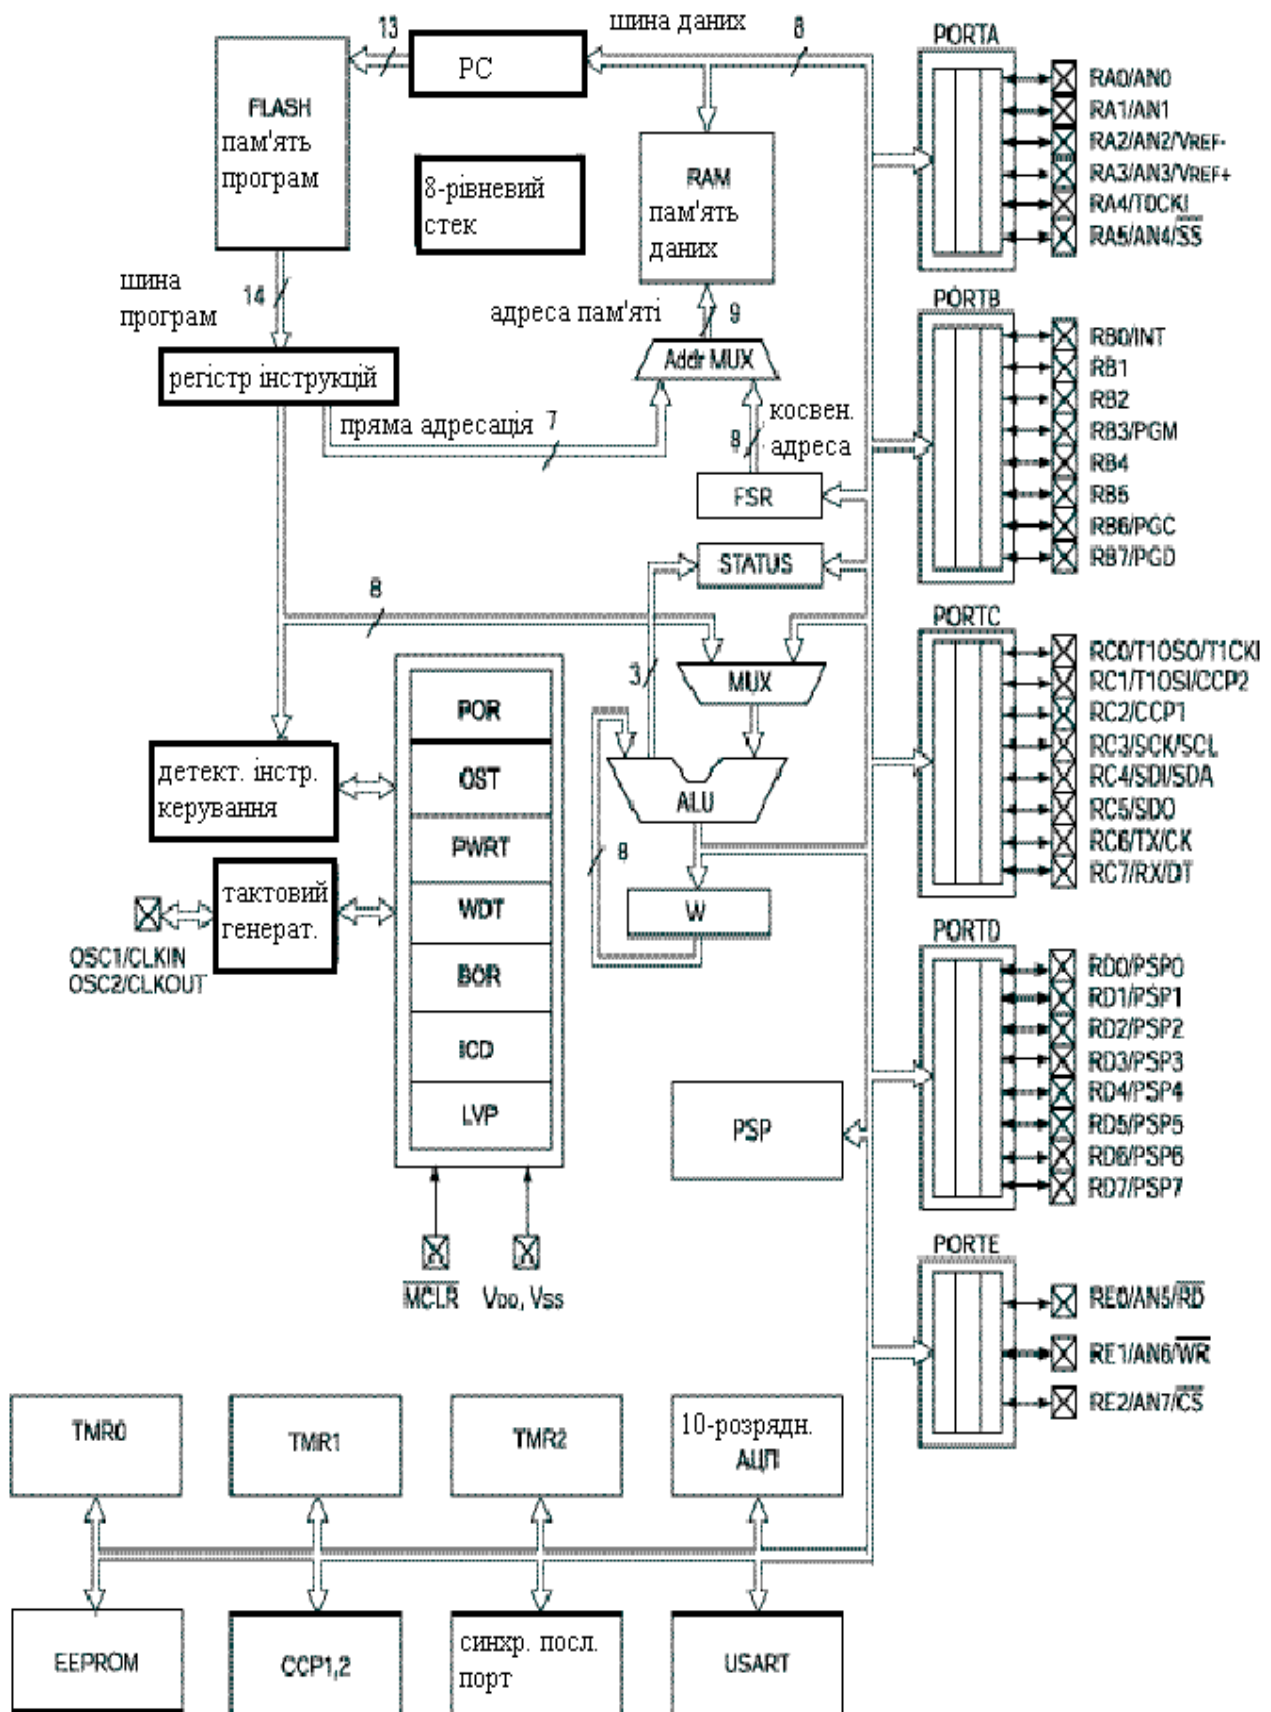 шина даних
13
8
PC
FLASH
пам'ять
програм
8-рівневий
стек
RAM
пам'ять
даних
шина
програм
14
адреса пам'яті
9
Addr MUX
регістр інструкцій
пряма адресація
7
косвен.
адреса
8
FSR
STATUS
8
3
MUX
ALU
8
W
POR
OST
PWRT
WDT
BOR
ICD
LVP
детект. інстр.
керування
тактовий
генерат.
OSC1/CLKIN
OSC2/CLKOUT
MCLR
VDD, VSS
PSP
PORTA
RA0/AN0
RA1/AN1
RA2/AN2/VREF-
RA3/AN3/VREF+
RA4/T0CKI
RA5/AN4/SS
PORTB
RB0/INT
RB1
RB2
RB3/PGM
RB4
RB5
RB6/PGC
RB7/PGD
PORTC
RC0/T1OSO/T1CKI
RC1/T1OSI/CCP2
RC2/CCP1
RC3/SCK/SCL
RC4/SDI/SDA
RC5/SDO
RC6/TX/CK
RC7/RX/DT
PORTD
RD0/PSP0
RD1/PSP1
RD2/PSP2
RD3/PSP3
RD4/PSP4
RD5/PSP5
RD6/PSP6
RD7/PSP7
PORTE
RE0/AN5/RD
RE1/AN6/WR
RE2/AN7/CS
TMR0
TMR1
TMR2
10-розрядн.
АЦП
EEPROM
CCP1,2
синхр. посл.
порт
USART